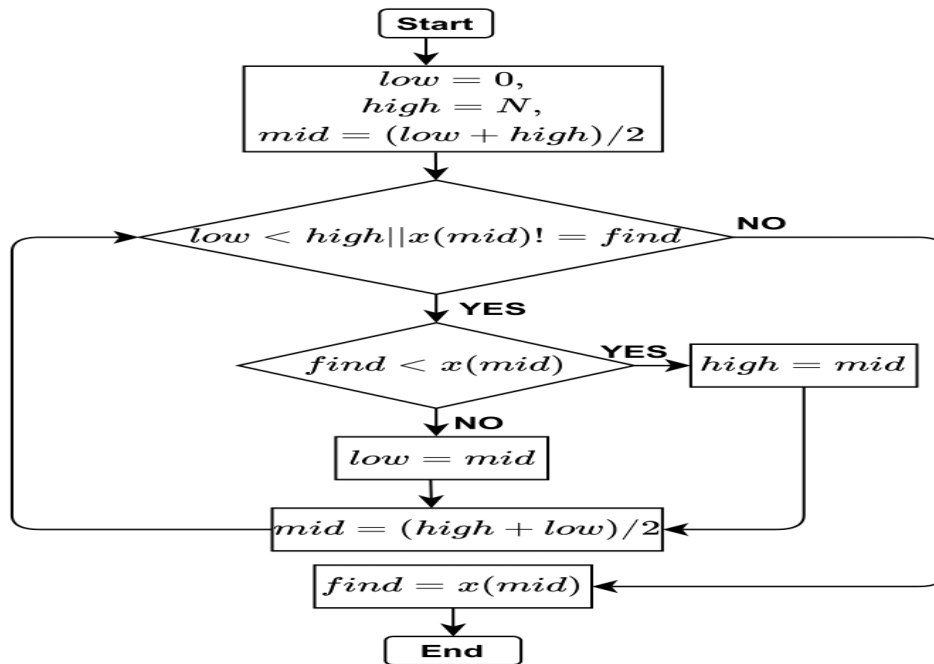 Start
low = 0,
high = N,
mid = (low + high)/2
low < high||x(mid)! = find
NO
YES
find < x(mid)
YES
high = mid
NO
low = mid
mid = (high + low)/2
find = x(mid)
End